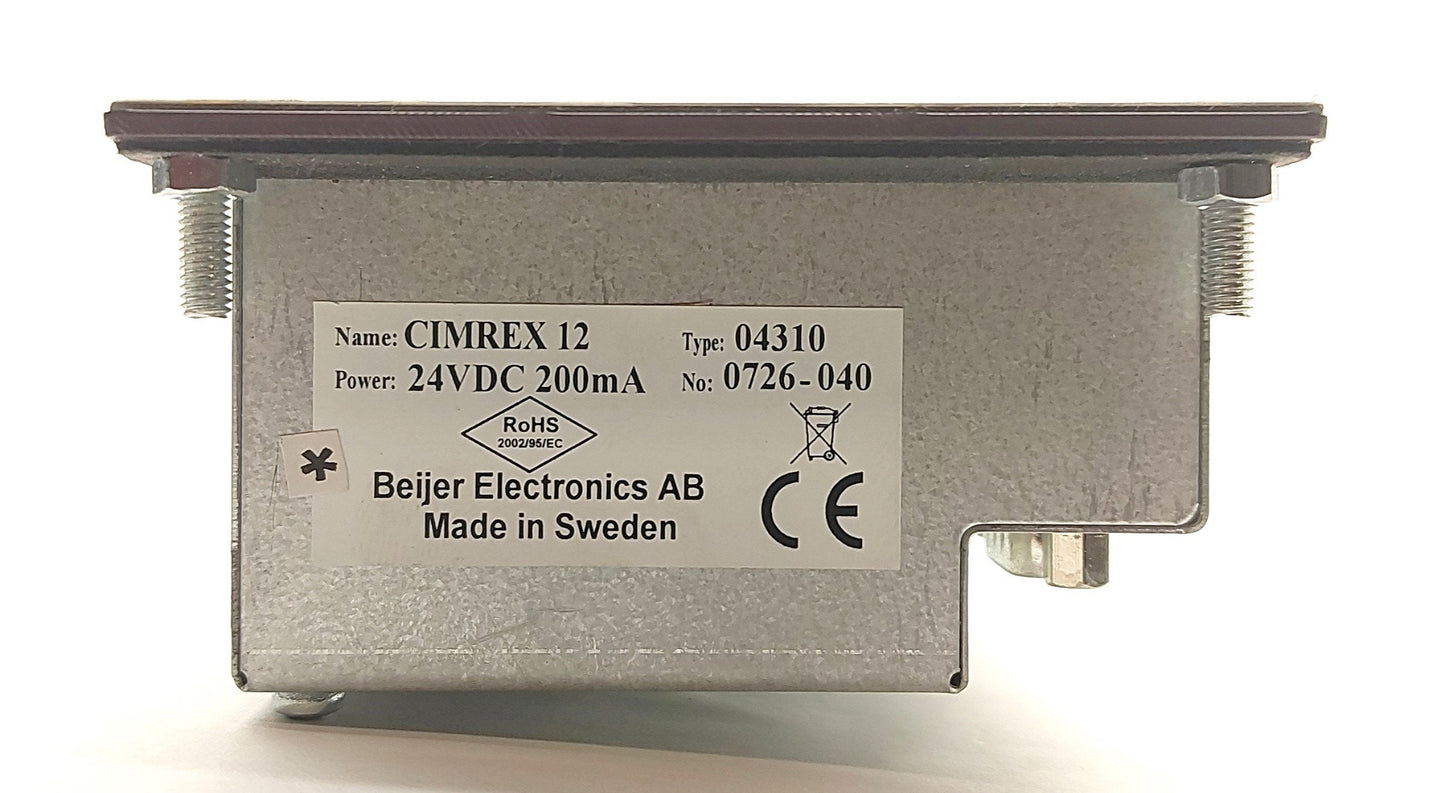 Name: CIMREX 12 Type: 04310
Power: 24VDC 200mA No: 0726-040
RoHS
2002/95/EC
*
Beijer Electronics AB
Made in Sweden
CE